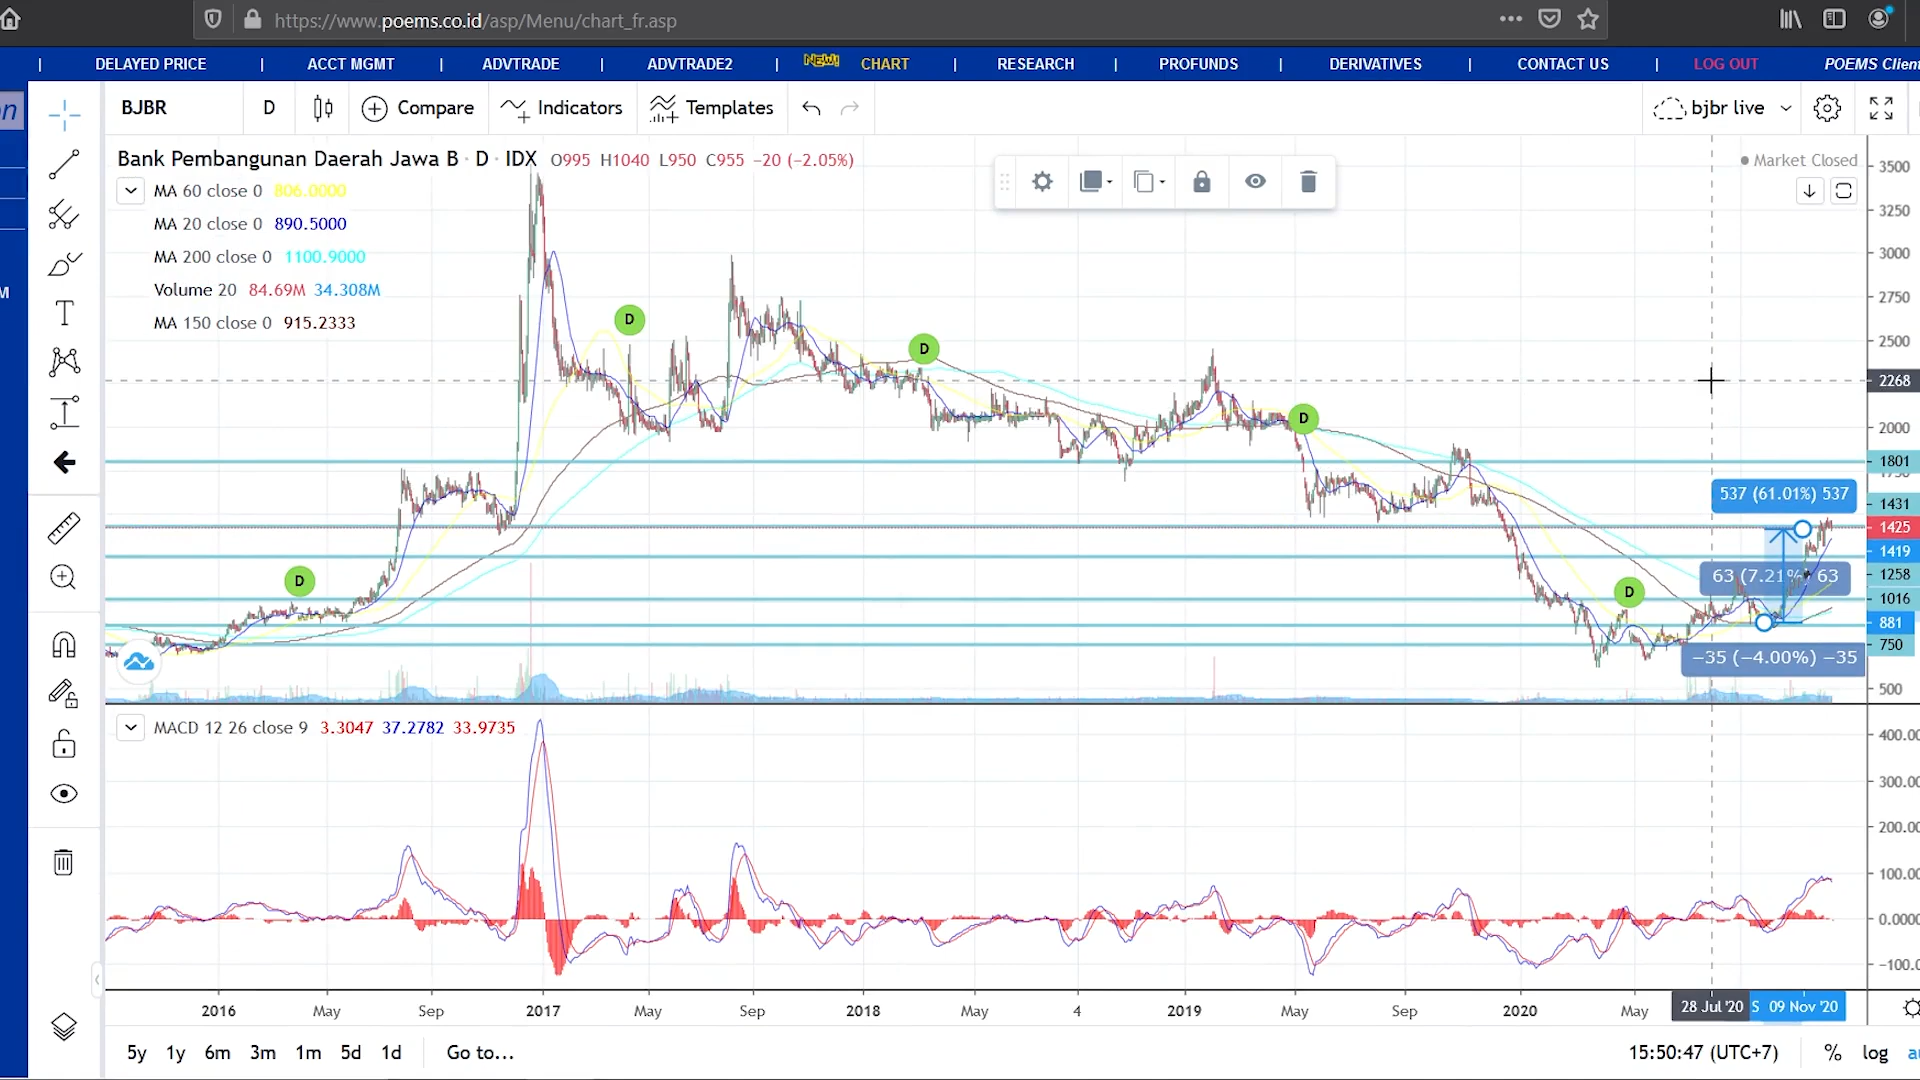 https://www.poems.co.id/asp/Menu/chart_fr.asp
| DELAYED PRICE | ACCT MGMT | ADVTRADE | ADVTRADE2 | NEW! CHART | RESEARCH | PROFUNDS | DERIVATIVES | CONTACT US | LOG OUT POEMS Client
on
M
BJBR D Compare Indicators Templates bjbr live
Bank Pembangunan Daerah Jawa B · D · IDX O995 H1040 L950 C955 −20 (−2.05%)
Market Closed
MA 60 close 0 806.0000
MA 20 close 0 890.5000
MA 200 close 0 1100.9000
Volume 20 84.69M 34.308M
MA 150 close 0 915.2333
D
D
D
D
D
537 (61.01%) 537
63 (7.21%) 63
−35 (−4.00%) −35
3500
3250
3000
2750
2500
2268
2000
1801
1431
1425
1419
1258
1016
881
750
500
MACD 12 26 close 9 3.3047 37.2782 33.9735
400.00
300.00
200.00
100.00
0.0000
−100.0
2016 May Sep 2017 May Sep 2018 May 4 2019 May Sep 2020 May 28 Jul '20 S 09 Nov '20
5y 1y 6m 3m 1m 5d 1d Go to... 15:50:47 (UTC+7) % log au